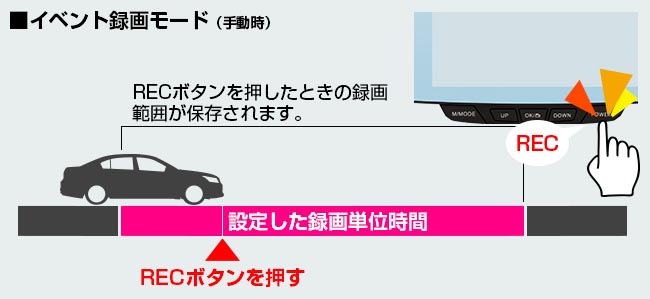 ■イベント録画モード（手動時）
RECボタンを押したときの録画
範囲が保存されます。
M/MODE
UP
OK/
DOWN
POWER
REC
設定した録画単位時間
RECボタンを押す